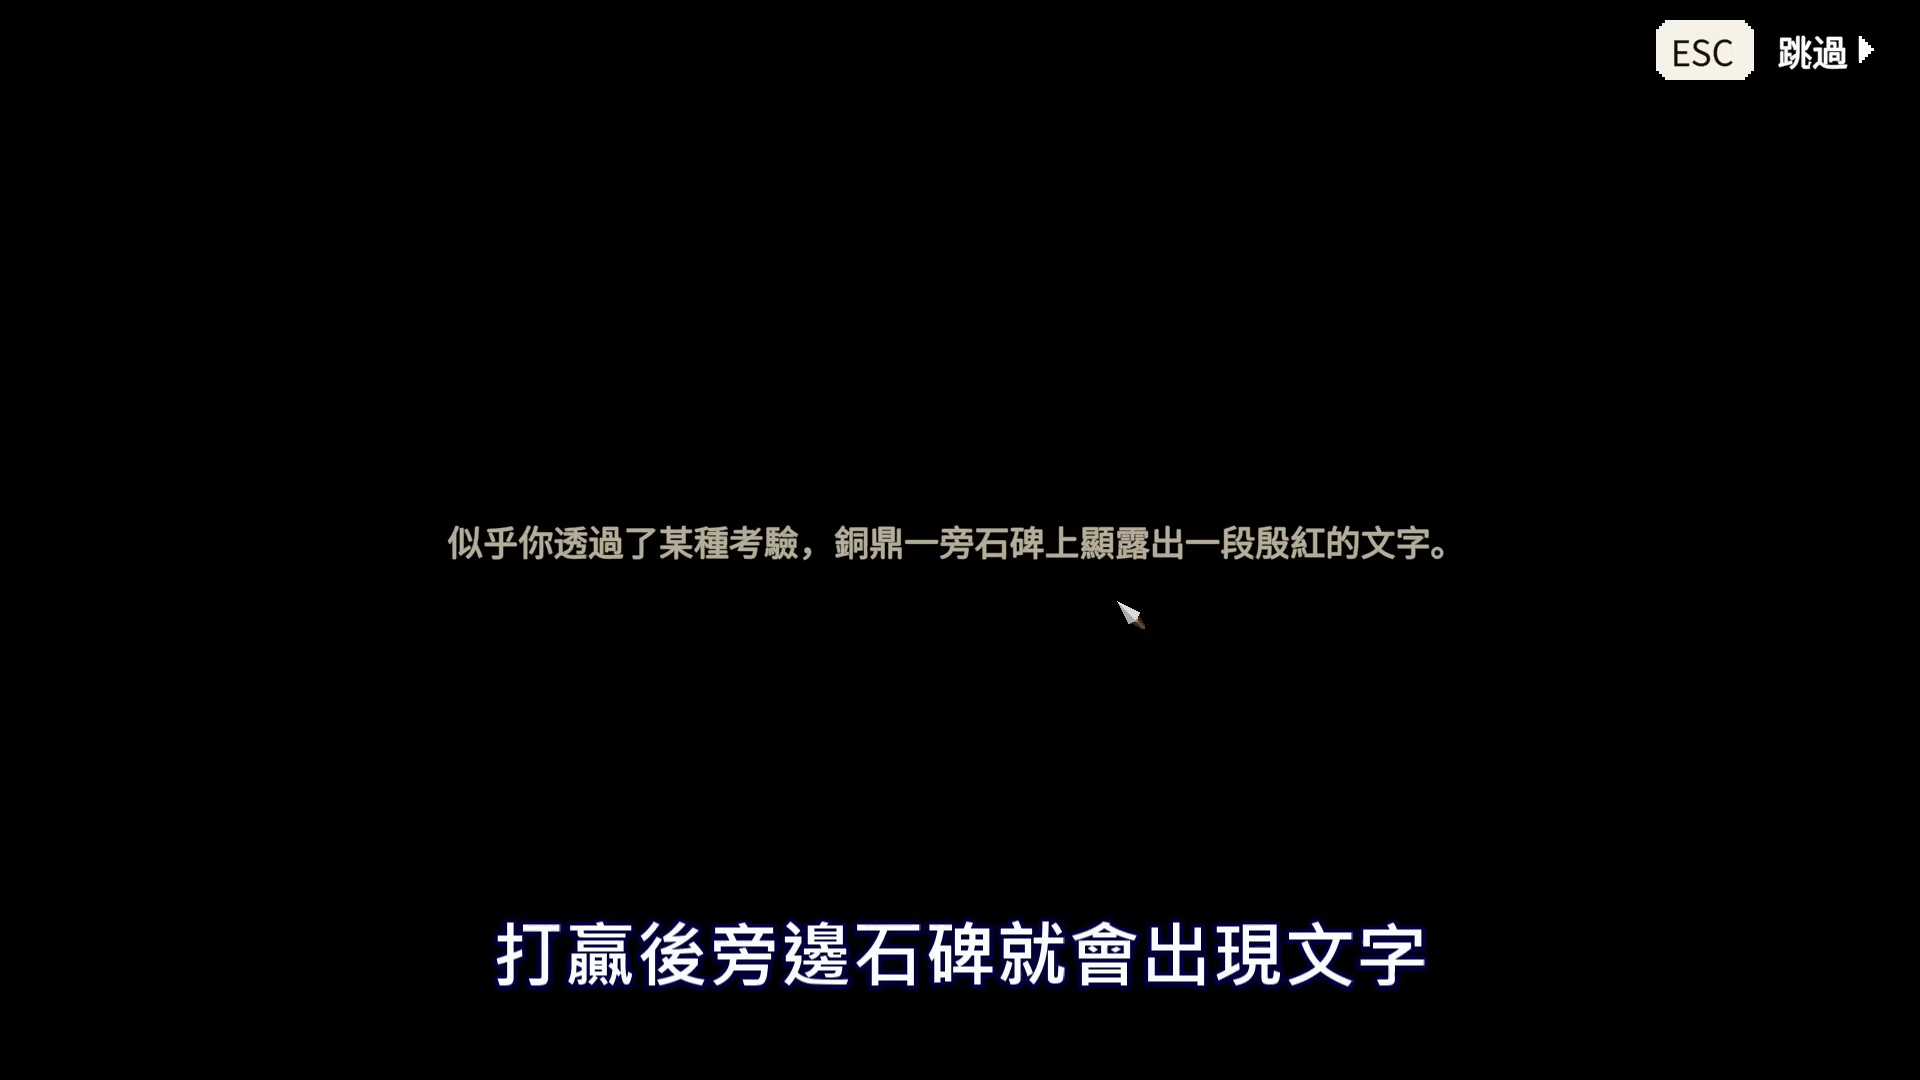 ESC 跳過
似乎你透過了某種考驗，銅鼎一旁石碑上顯露出一段殷紅的文字。
打贏後旁邊石碑就會出現文字